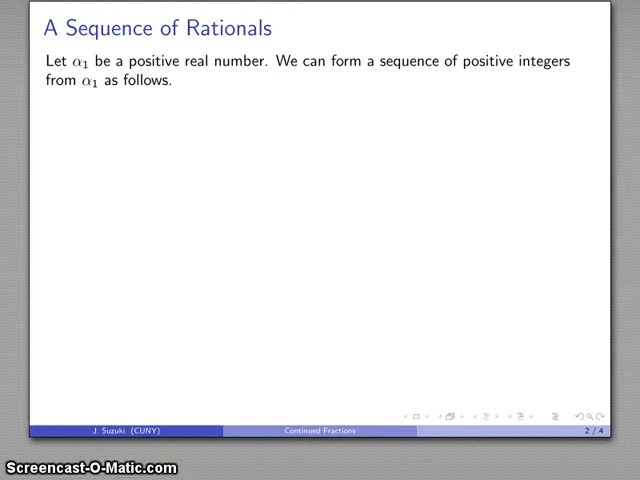 A Sequence of Rationals
Let α₁ be a positive real number. We can form a sequence of positive integers
from α₁ as follows.
J. Suzuki (CUNY)
Continued Fractions
2 / 4
Screencast-O-Matic.com